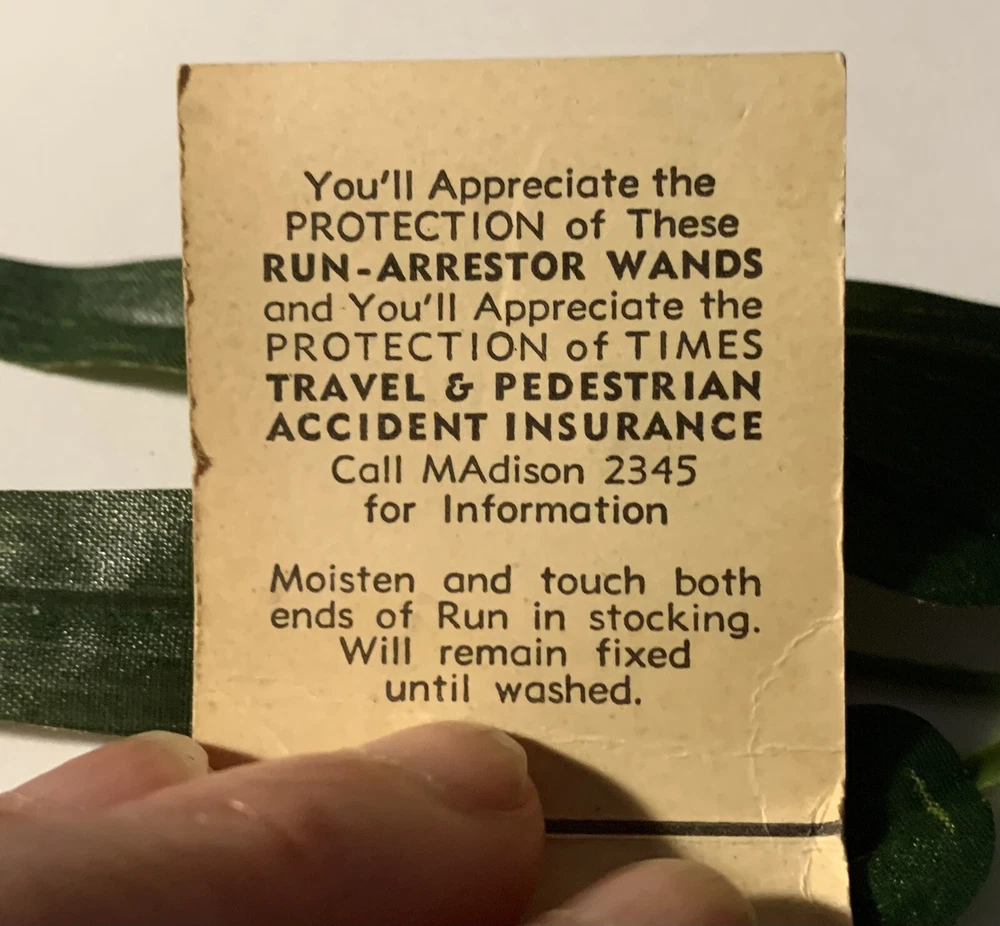 You'll Appreciate the
PROTECTION of These
RUN-ARRESTOR WANDS
and You'll Appreciate the
PROTECTION of TIMES
TRAVEL & PEDESTRIAN
ACCIDENT INSURANCE
Call MAdison 2345
for Information
Moisten and touch both
ends of Run in stocking.
Will remain fixed
until washed.